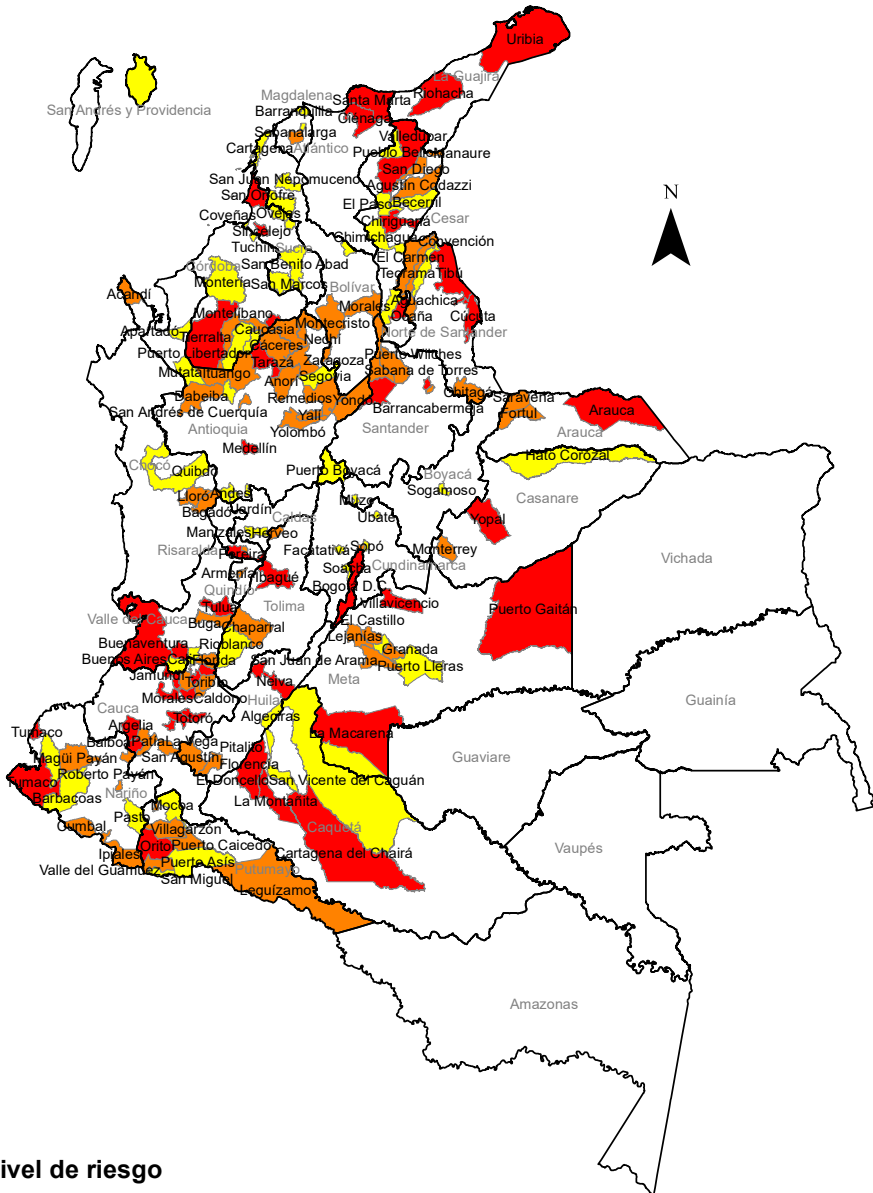 Uribia
La Guajira
Riohacha
Magdalena
Santa Marta
Ciénaga
Barranquilla
San Andrés y Providencia
Sabanalarga
Valledupar
Cartagena
Atlántico
Pueblo Bello
Manaure
San Diego
San Juan Nepomuceno
Agustín Codazzi
San Onofre
El Paso
Becerril
Coveñas
Ovejas
Chiriguaná
Cesar
Sincelejo
Chimichagua
Convención
Tuchín
Sucre
El Carmen
San Benito Abad
Córdoba
Teorama
Tibú
Montería
San Marcos
Bolívar
Acandí
Morales
Aguachica
Montelíbano
Ocaña
Cúcuta
Apartadó
Caucasia
Montecristo
Norte de Santander
Tierralta
Cáceres
Nechí
Puerto Libertador
Tarazá
Zaragoza
Puerto Wilches
Mutatá
Ituango
Anorí
Segovia
Sabana de Torres
Dabeiba
Remedios
Yondó
Chitagá
Saravena
San Andrés de Cuerquía
Yalí
Barrancabermeja
Fortul
Arauca
Antioquia
Yolombó
Santander
Arauca
Medellín
Hato Corozal
Chocó
Quibdó
Puerto Boyacá
Boyacá
Sogamoso
Lloró
Andes
Muzo
Casanare
Bagadó
Jardín
Caldas
Ubaté
Yopal
Manizales
Herveo
Risaralda
Pereira
Facatativá
Sopó
Monterrey
Vichada
Armenia
Ibagué
Soacha
Cundinamarca
Quindío
Bogotá D.C.
Tuluá
Tolima
Villavicencio
Puerto Gaitán
Valle del Cauca
Buga
Chaparral
El Castillo
Buenaventura
Rioblanco
Lejanías
Granada
Buenos Aires
Cali
San Juan de Arama
Puerto Lleras
Jamundí
Toribío
Neiva
Meta
Guainía
Morales
Caldono
Huila
Cauca
Totoró
Algeciras
Tumaco
Argelia
La Macarena
Balboa
Patía
La Vega
Pitalito
Guaviare
Magüi Payán
San Agustín
Florencia
Roberto Payán
El Doncello
San Vicente del Caguán
Tumaco
Nariño
Barbacoas
Mocoa
La Montañita
Pasto
Caquetá
Cumbal
Villagarzón
Orito
Puerto Caicedo
Vaupés
Ipiales
Cartagena del Chairá
Puerto Asís
Valle del Guamuez
Putumayo
San Miguel
Leguízamo
Amazonas
N
ivel de riesgo